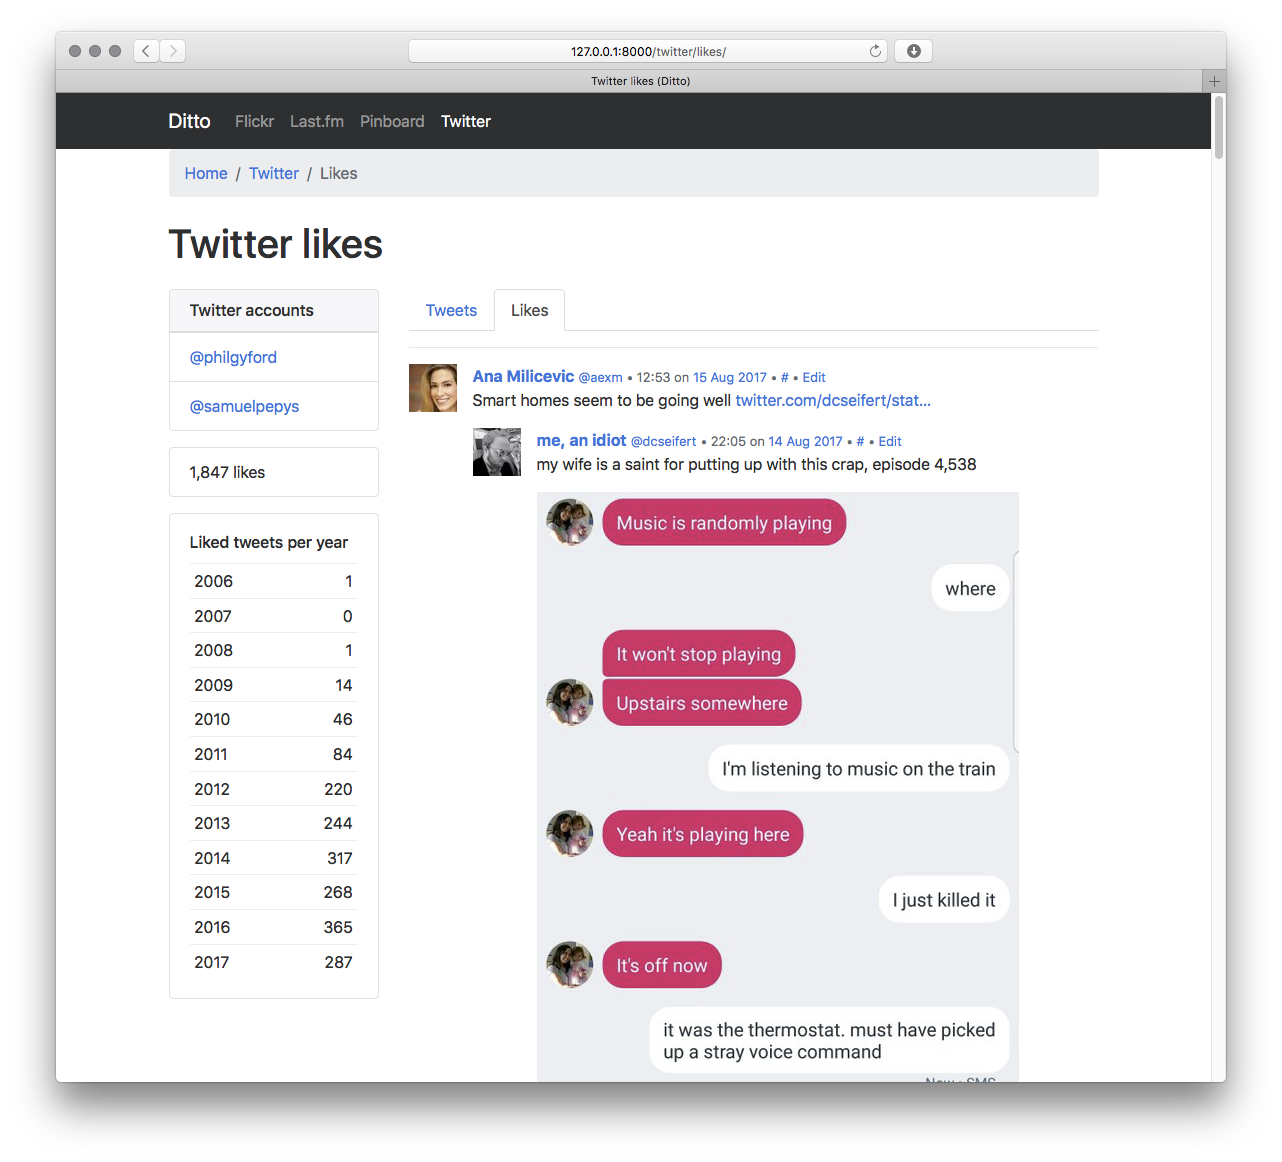 127.0.0.1:8000/twitter/likes/
Twitter likes (Ditto)
Ditto Flickr Last.fm Pinboard Twitter
Home / Twitter / Likes
Twitter likes
Twitter accounts
@philgyford
@samuelpepys
1,847 likes
Liked tweets per year
2006 1
2007 0
2008 1
2009 14
2010 46
2011 84
2012 220
2013 244
2014 317
2015 268
2016 365
2017 287
Tweets Likes
Ana Milicevic @aexm • 12:53 on 15 Aug 2017 • # • Edit
Smart homes seem to be going well twitter.com/dcseifert/stat...
me, an idiot @dcseifert • 22:05 on 14 Aug 2017 • # • Edit
my wife is a saint for putting up with this crap, episode 4,538
Music is randomly playing
where
It won't stop playing
Upstairs somewhere
I'm listening to music on the train
Yeah it's playing here
I just killed it
It's off now
it was the thermostat. must have picked
up a stray voice command
Now • SMS